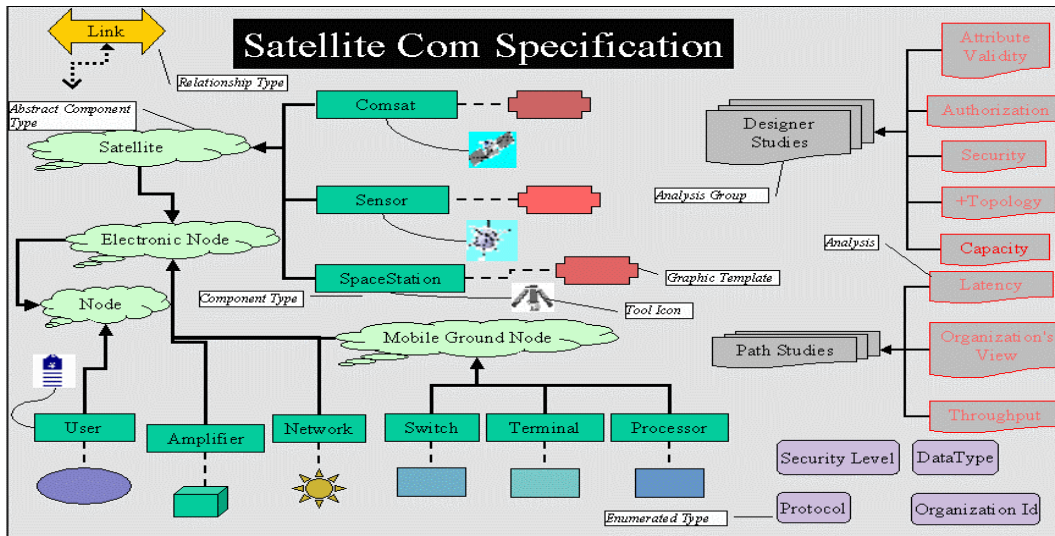 Link
Satellite Com Specification
Relationship Type
Abstract Component
Type
Satellite
Comsat
Sensor
SpaceStation
Component Type
Graphic Template
Tool Icon
Electronic Node
Node
Mobile Ground Node
User
Amplifier
Network
Switch
Terminal
Processor
Designer
Studies
Analysis Group
Attribute
Validity
Authorization
Security
+Topology
Capacity
Analysis
Latency
Path Studies
Organization's
View
Throughput
Security Level
DataType
Enumerated Type
Protocol
Organization Id